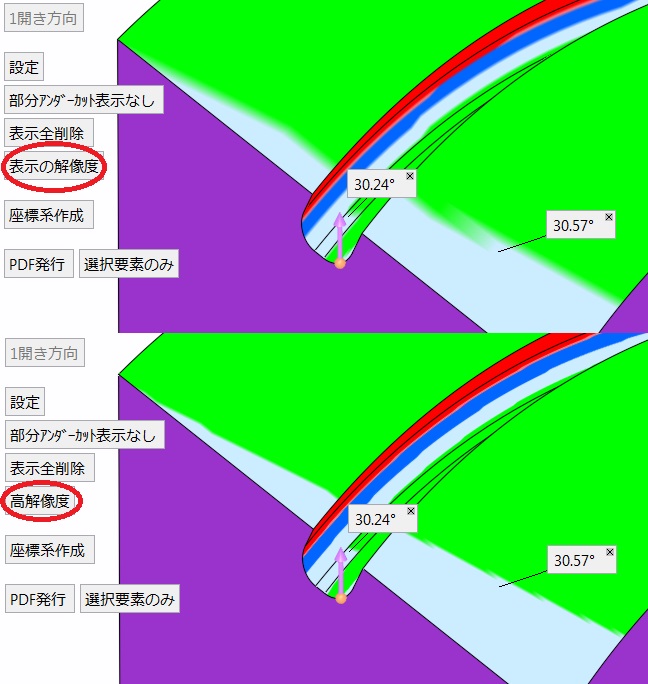 1開き方向
設定
部分ｱﾝﾀﾞｰｶｯﾄ表示なし
表示全削除
表示の解像度
座標系作成
PDF発行 選択要素のみ
30.24°
30.57°
1開き方向
設定
部分ｱﾝﾀﾞｰｶｯﾄ表示なし
表示全削除
高解像度
座標系作成
PDF発行 選択要素のみ
30.24°
30.57°